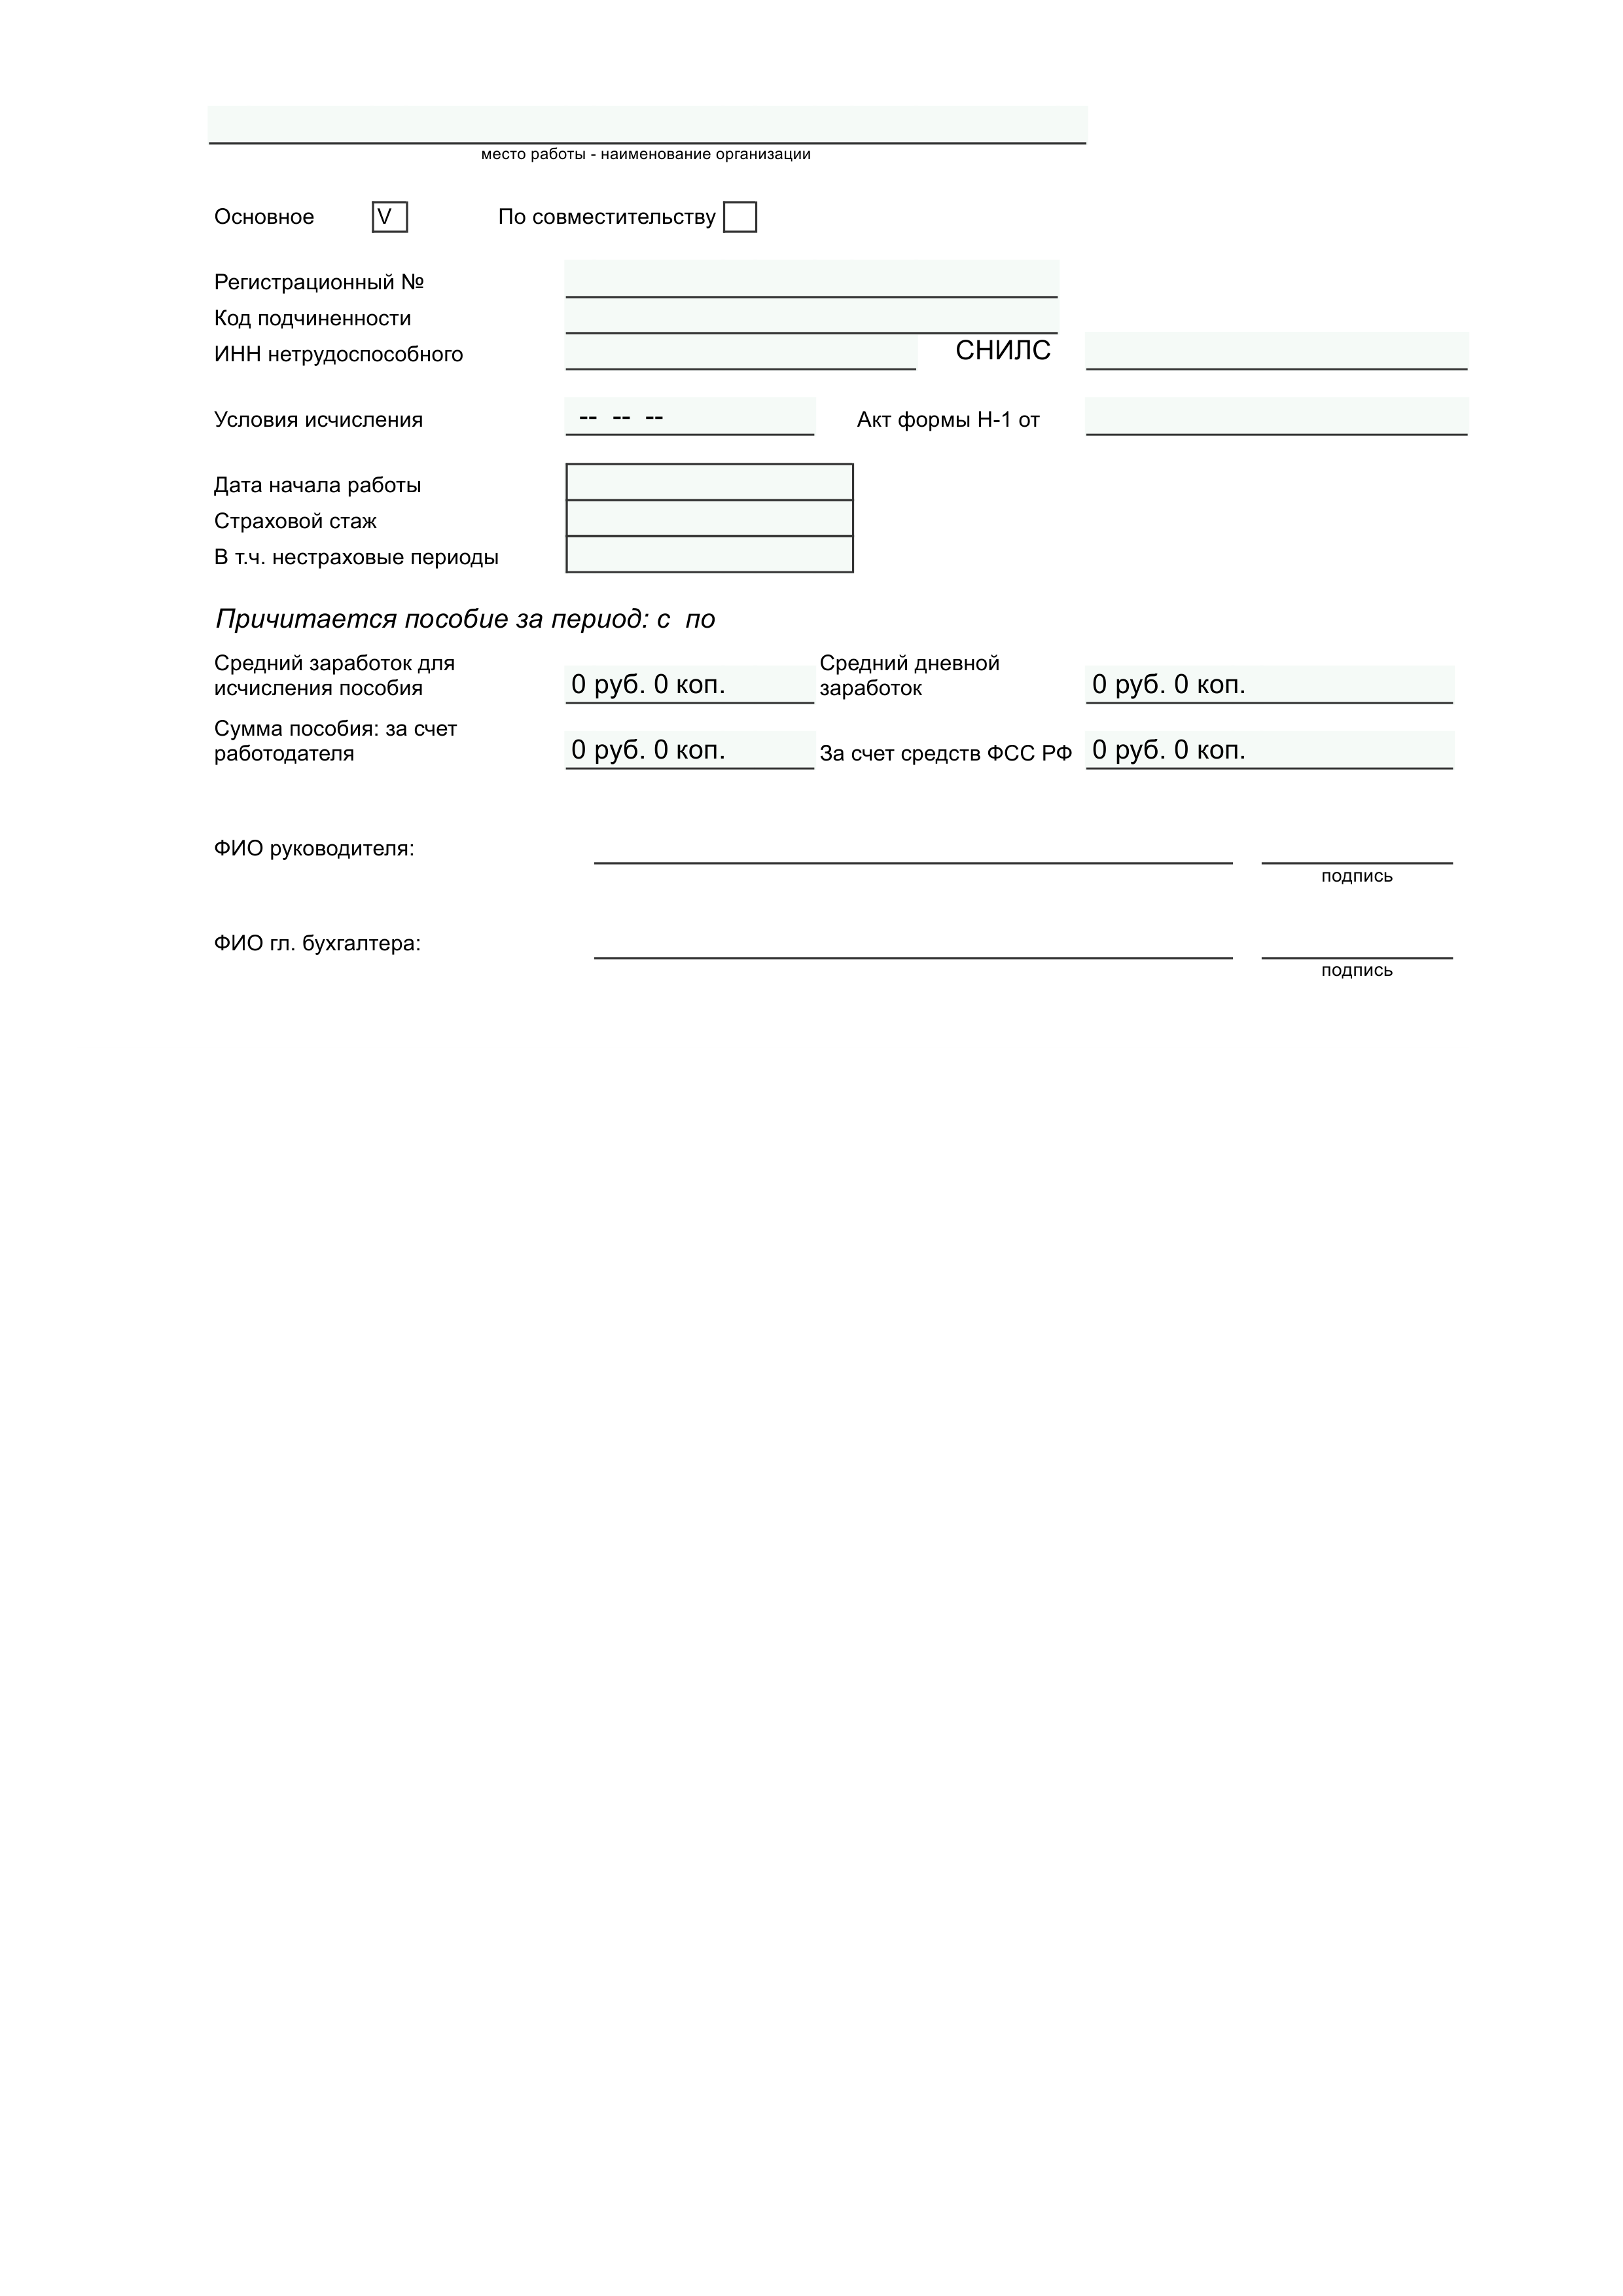 место работы - наименование организации
Основное V По совместительству
Регистрационный №
Код подчиненности
ИНН нетрудоспособного СНИЛС
Условия исчисления -- -- -- Акт формы Н-1 от
Дата начала работы
Страховой стаж
В т.ч. нестраховые периоды
Причитается пособие за период: с по
Средний заработок для
исчисления пособия 0 руб. 0 коп.
Средний дневной
заработок 0 руб. 0 коп.
Сумма пособия: за счет
работодателя 0 руб. 0 коп. За счет средств ФСС РФ 0 руб. 0 коп.
ФИО руководителя:
подпись
ФИО гл. бухгалтера:
подпись